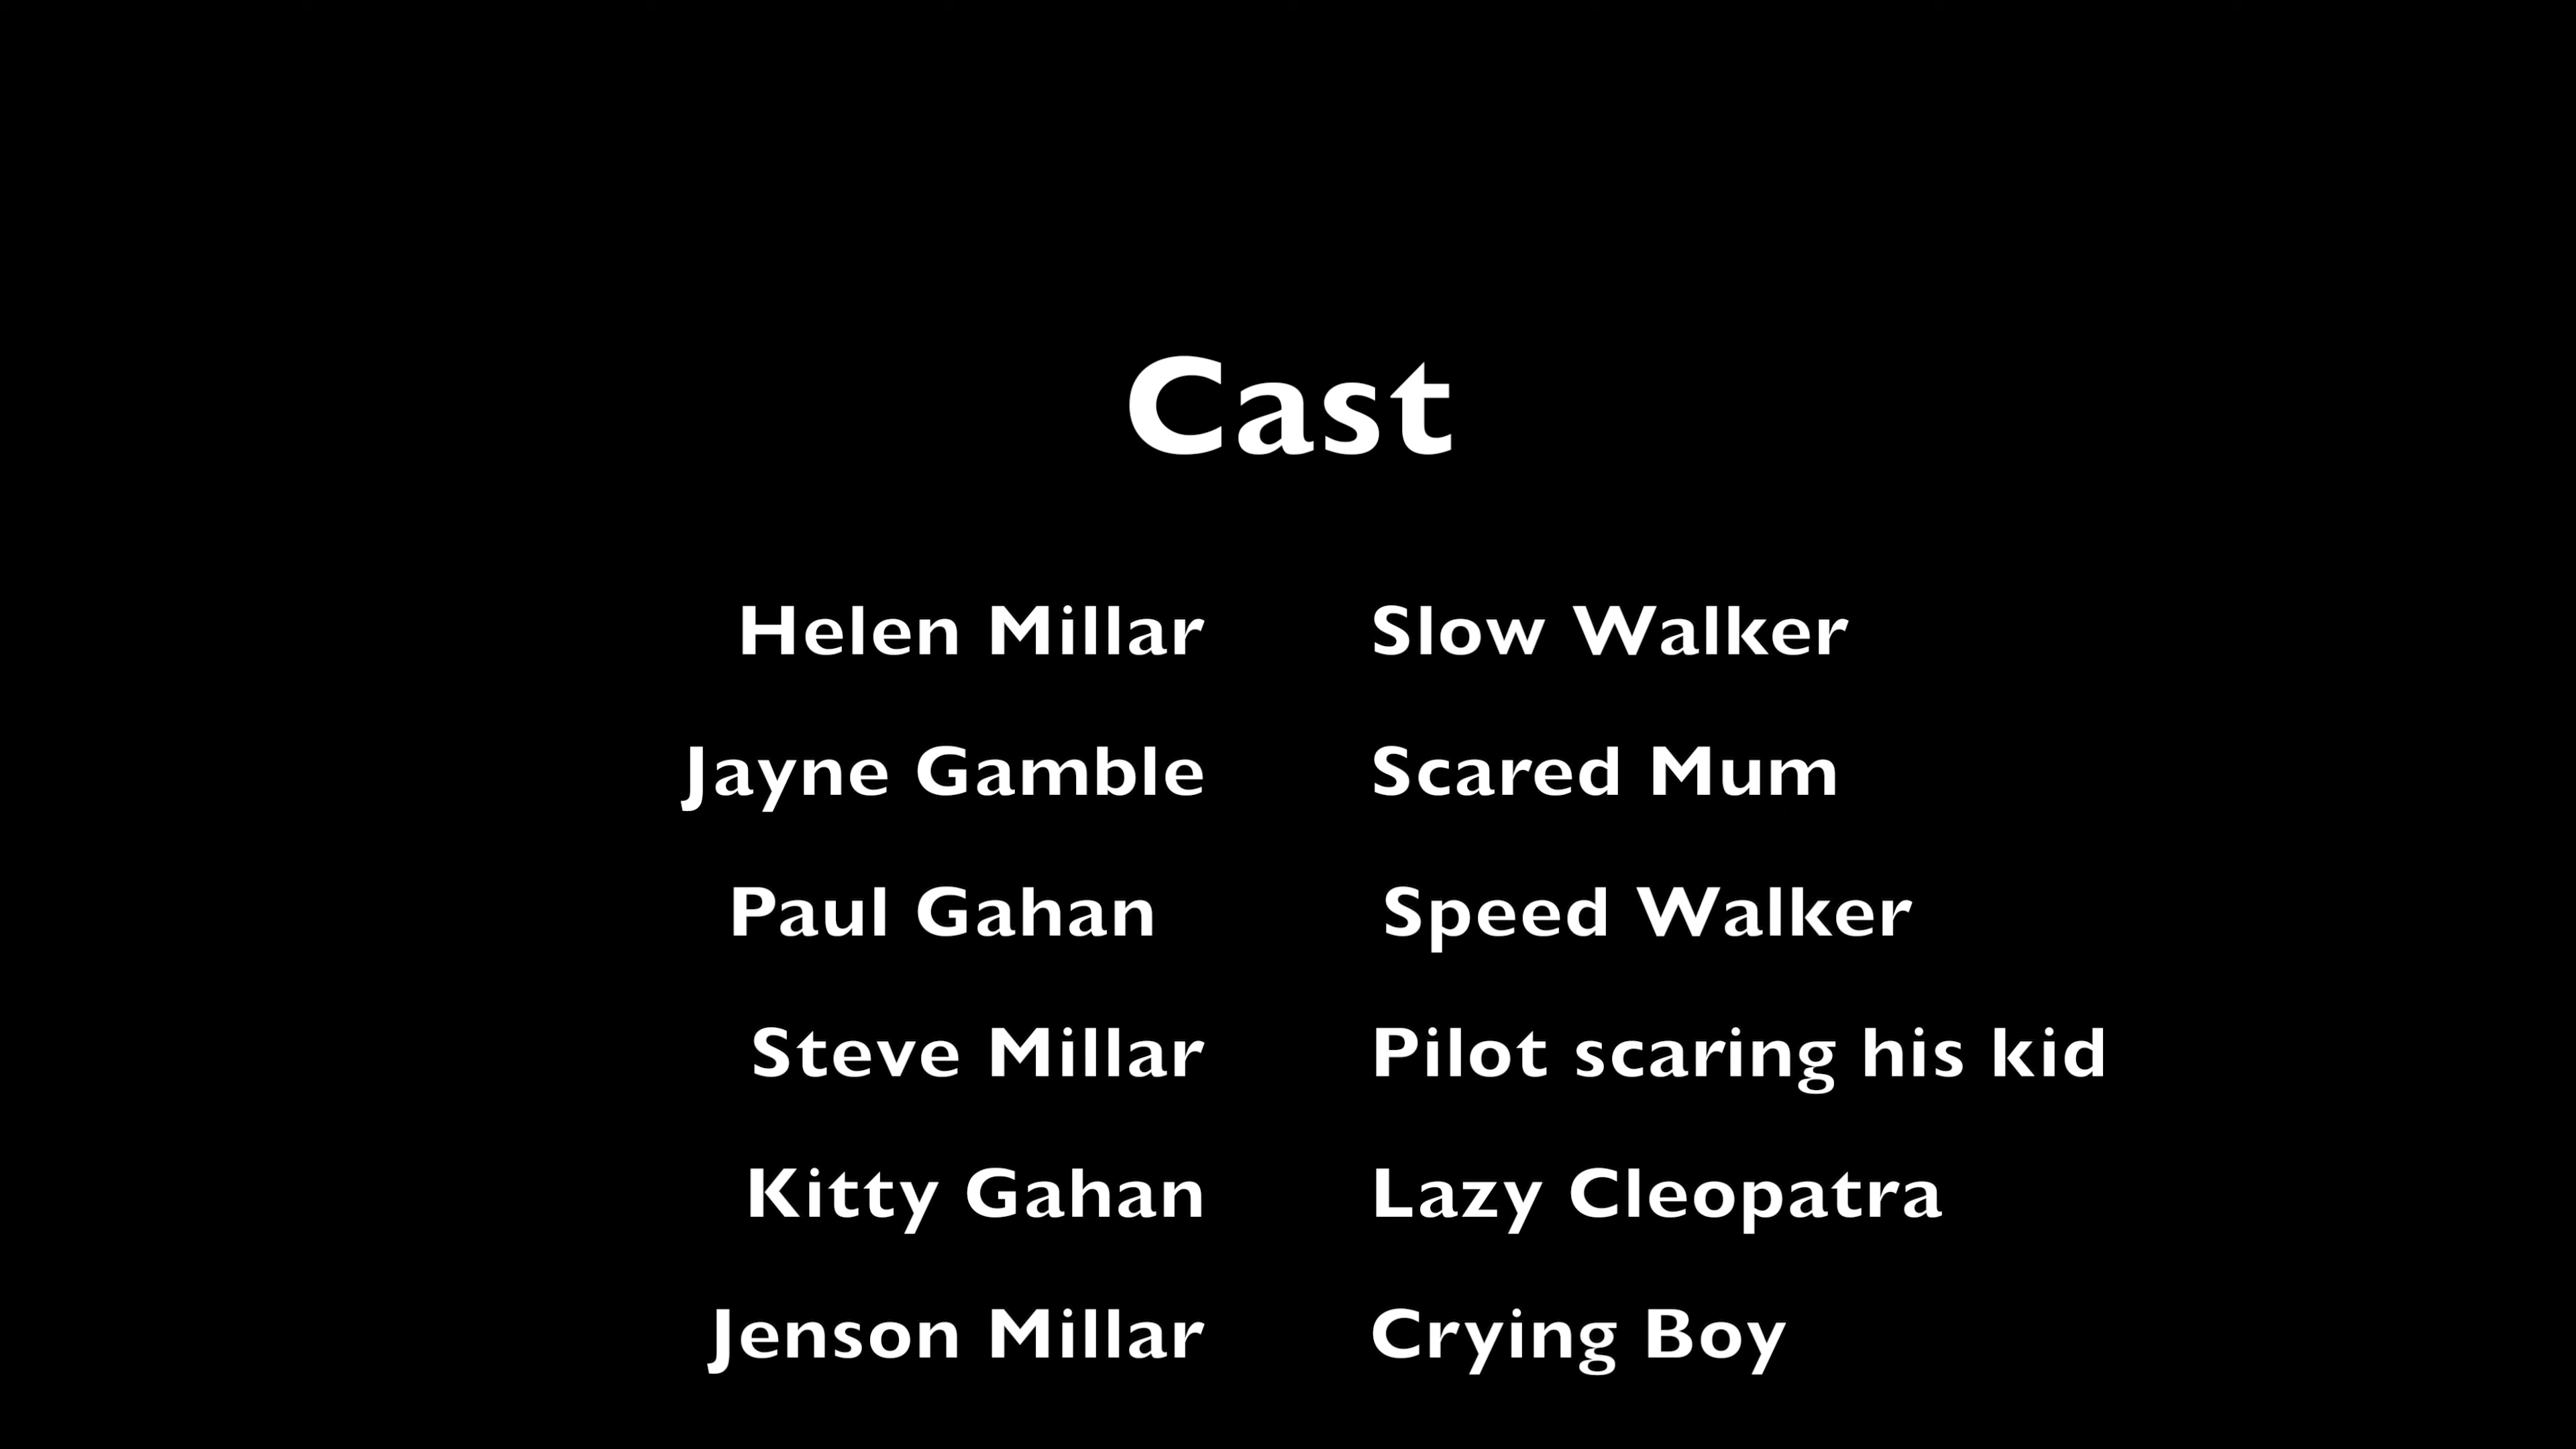 Cast
Helen Millar Slow Walker
Jayne Gamble Scared Mum
Paul Gahan Speed Walker
Steve Millar Pilot scaring his kid
Kitty Gahan Lazy Cleopatra
Jenson Millar Crying Boy